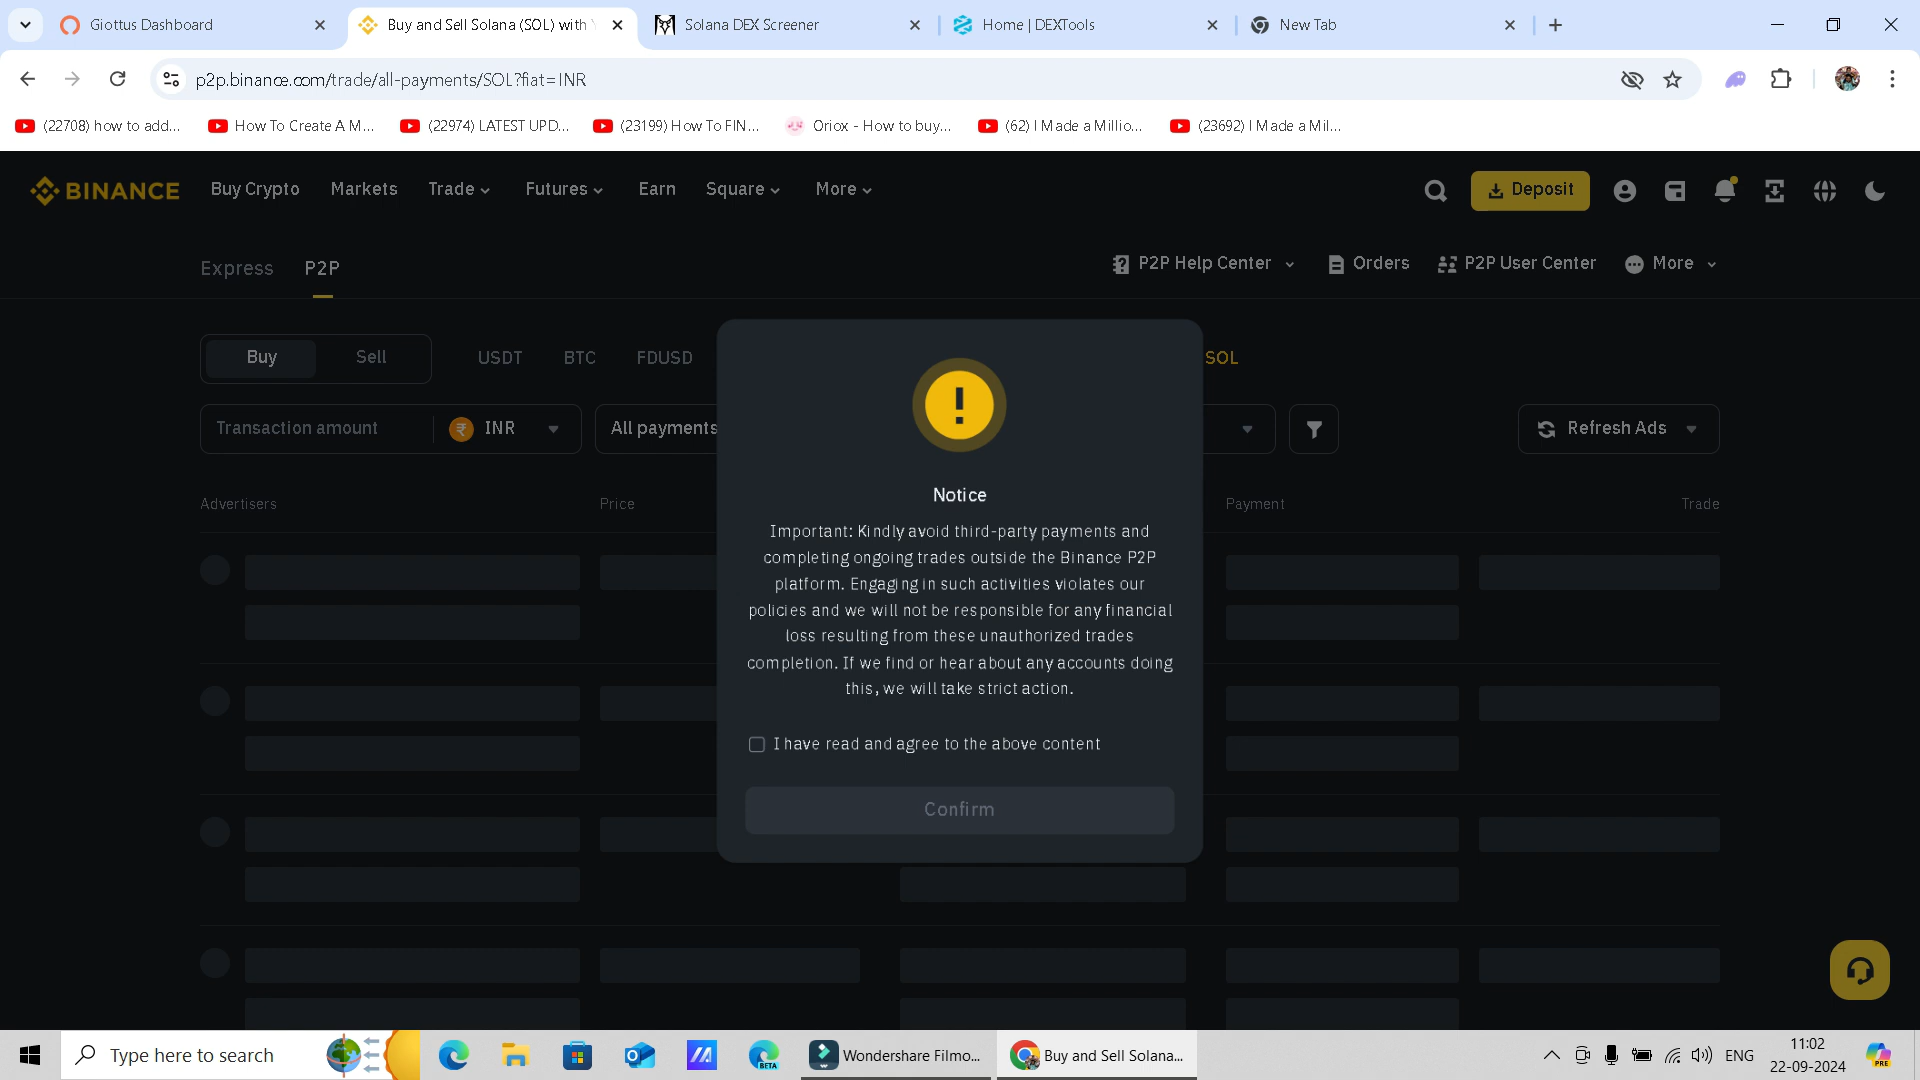 Giottus Dashboard
Buy and Sell Solana (SOL) with
Solana DEX Screener
Home | DEXTools
New Tab
p2p.binance.com/trade/all-payments/SOL?fiat=INR
(22708) how to add...
How To Create A M...
(22974) LATEST UPD...
(23199) How To FIN...
Oriox - How to buy...
(62) I Made a Millio...
(23692) I Made a Mil...
BINANCE
Buy Crypto
Markets
Trade
Futures
Earn
Square
More
Deposit
Express
P2P
P2P Help Center
Orders
P2P User Center
More
Buy
Sell
USDT
BTC
FDUSD
SOL
Transaction amount
₹ INR
All payments
Refresh Ads
Advertisers
Price
Payment
Trade
!
Notice
Important: Kindly avoid third-party payments and
completing ongoing trades outside the Binance P2P
platform. Engaging in such activities violates our
policies and we will not be responsible for any financial
loss resulting from these unauthorized trades
completion. If we find or hear about any accounts doing
this, we will take strict action.
I have read and agree to the above content
Confirm
Type here to search
BETA
Wondershare Filmo...
Buy and Sell Solana...
ENG
11:02
22-09-2024
PRE